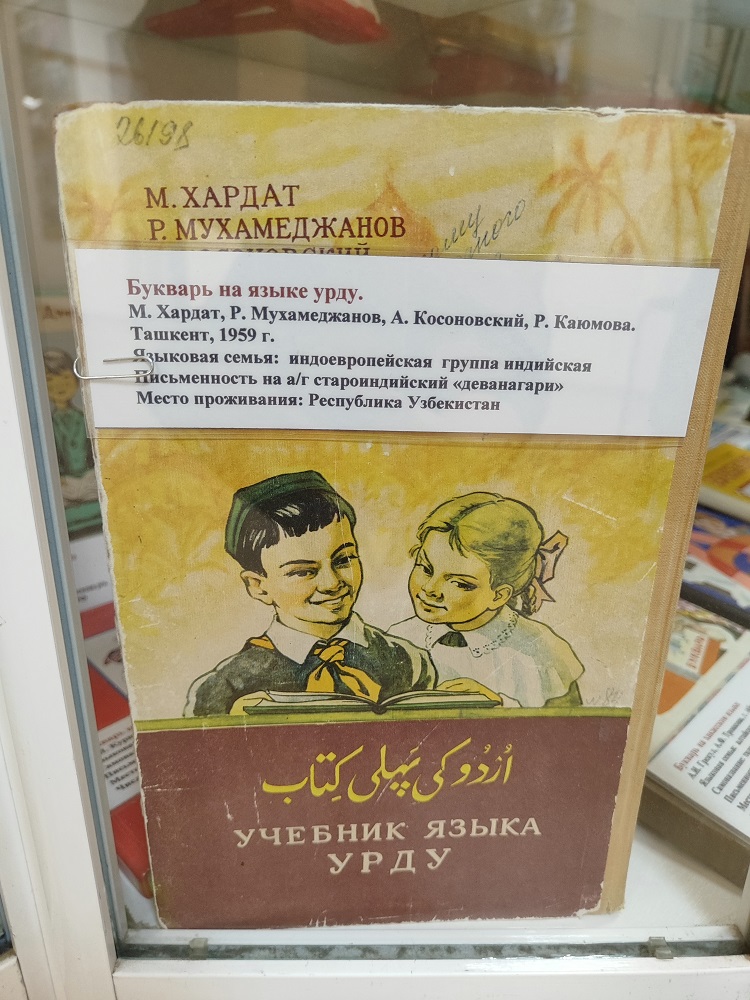 26198
М. ХАРДАТ
Р. МУХАМЕДЖАНОВ
Букварь на языке урду.
М. Хардат, Р. Мухамеджанов, А. Косоновский, Р. Каюмова.
Ташкент, 1959 г.
Языковая семья: индоевропейская группа индийская
Письменность на а/г староиндийский «деванагари»
Место проживания: Республика Узбекистан
اُردُو کی پَہلی کِتاب
УЧЕБНИК ЯЗЫКА
УРДУ